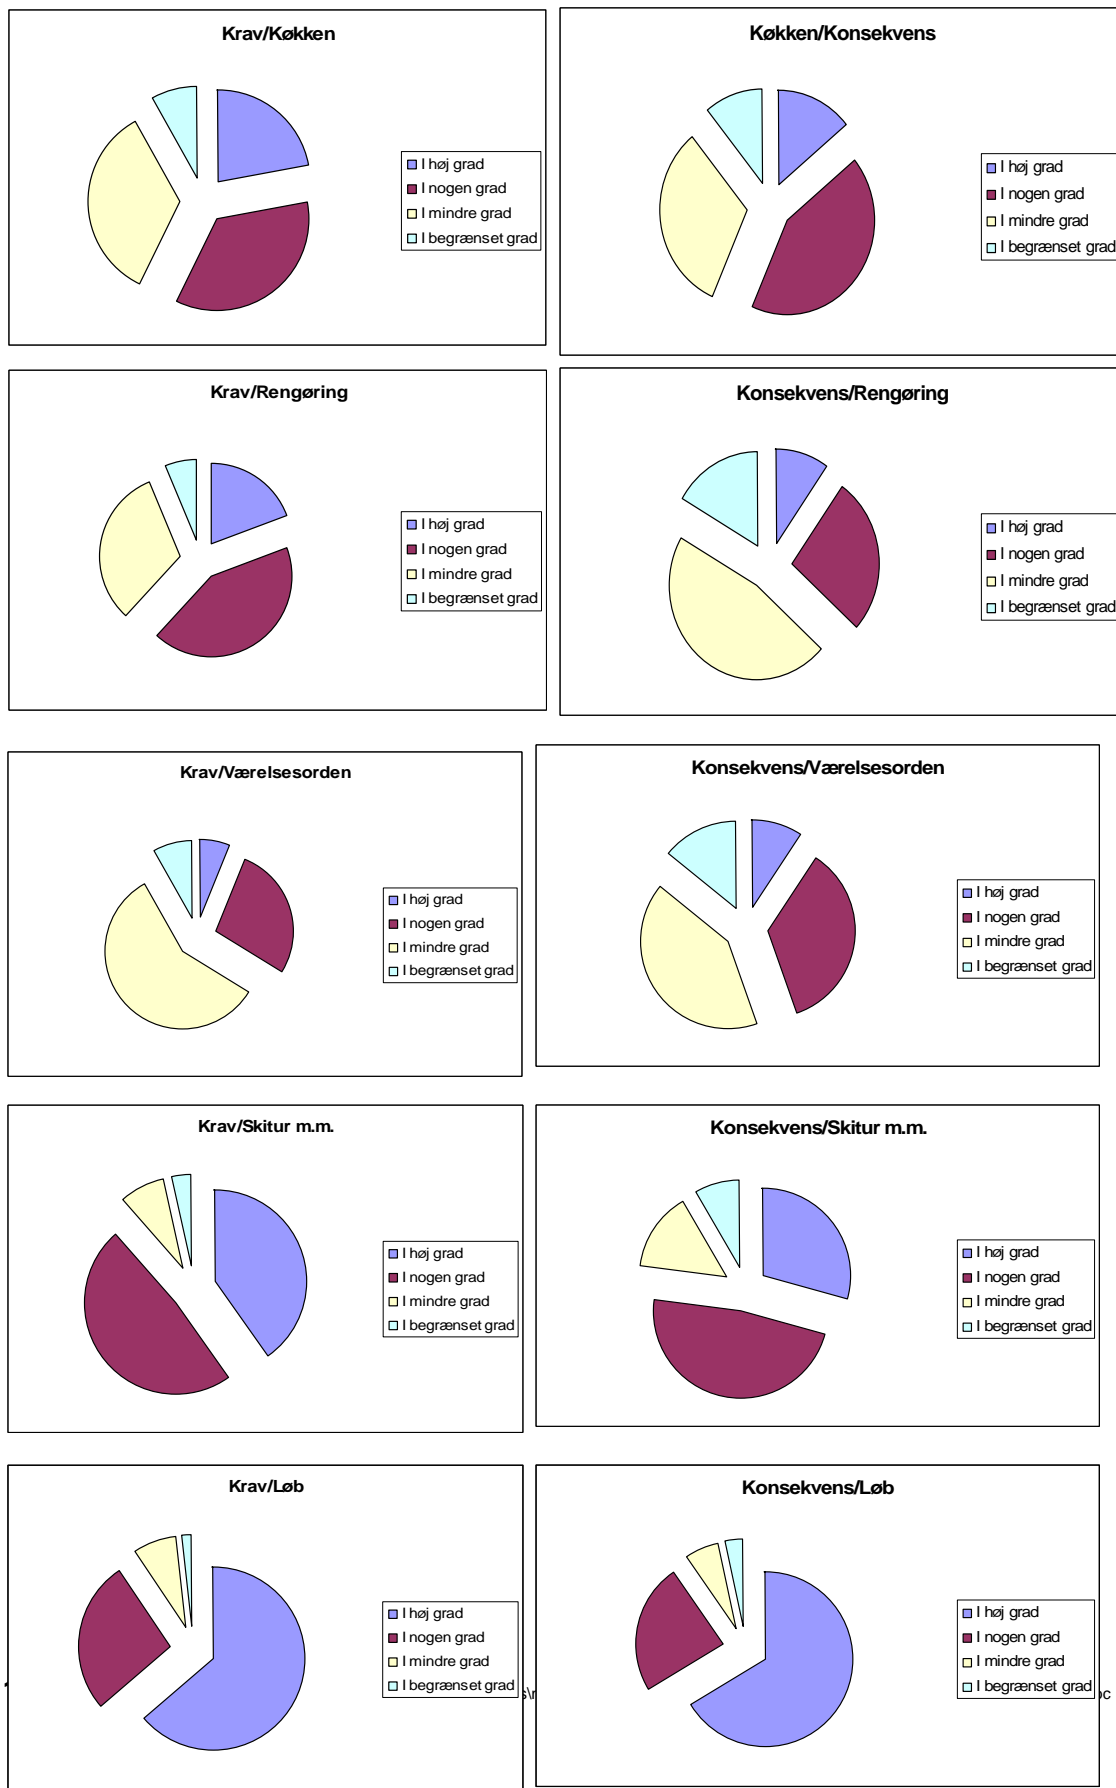 Krav/Køkken
I høj grad
I nogen grad
I mindre grad
I begrænset grad
Køkken/Konsekvens
I høj grad
I nogen grad
I mindre grad
I begrænset grad
Krav/Rengøring
I høj grad
I nogen grad
I mindre grad
I begrænset grad
Konsekvens/Rengøring
I høj grad
I nogen grad
I mindre grad
I begrænset grad
Krav/Værelsesorden
I høj grad
I nogen grad
I mindre grad
I begrænset grad
Konsekvens/Værelsesorden
I høj grad
I nogen grad
I mindre grad
I begrænset grad
Krav/Skitur m.m.
I høj grad
I nogen grad
I mindre grad
I begrænset grad
Konsekvens/Skitur m.m.
I høj grad
I nogen grad
I mindre grad
I begrænset grad
Krav/Løb
I høj grad
I nogen grad
I mindre grad
I begrænset grad
Konsekvens/Løb
I høj grad
I nogen grad
I mindre grad
I begrænset grad